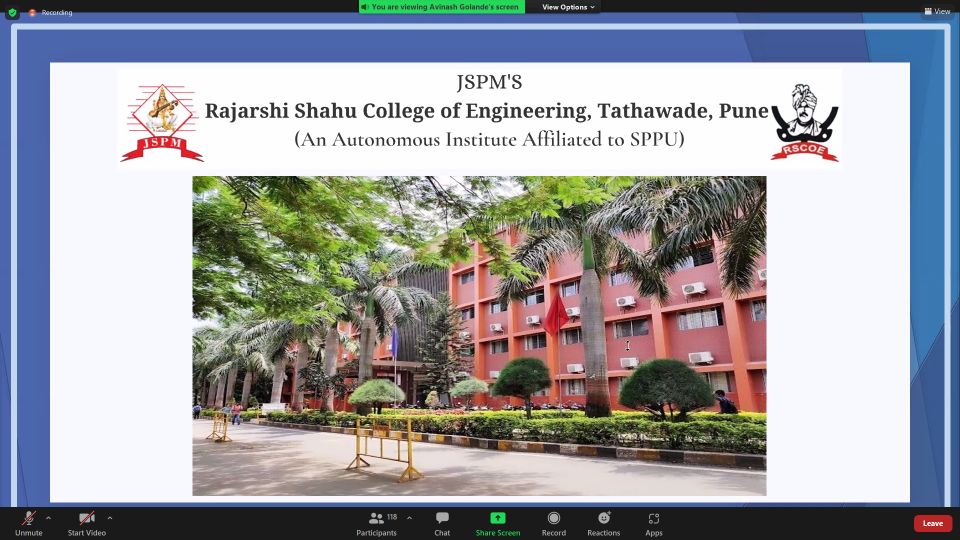 Recording
You are viewing Avinash Golande's screen
View Options
View
JSPM'S
Rajarshi Shahu College of Engineering, Tathawade, Pune
(An Autonomous Institute Affiliated to SPPU)
JSPM
RSCOE
Unmute
Start Video
Participants
118
Chat
Share Screen
Record
Reactions
Apps
Leave